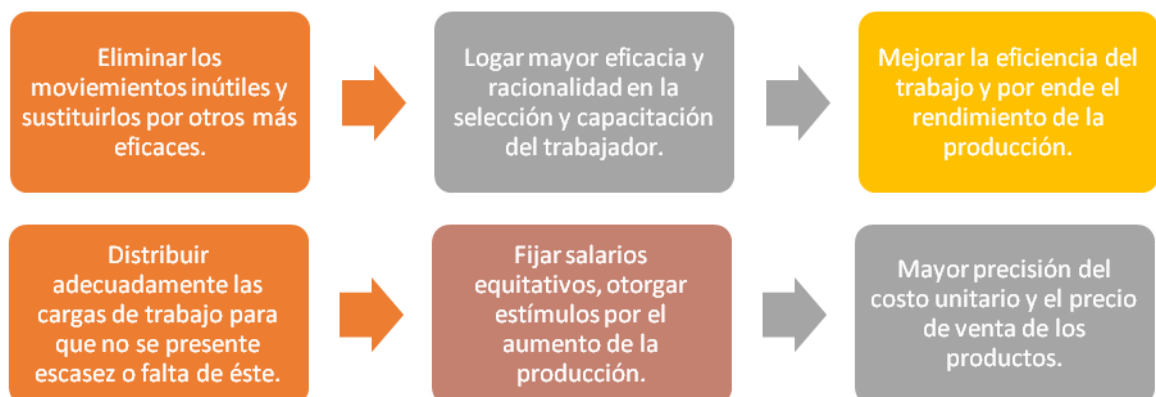 Eliminar los
moviemientos inútiles y
sustituirlos por otros más
eficaces.
Logar mayor eficacia y
racionalidad en la
selección y capacitación
del trabajador.
Mejorar la eficiencia del
trabajo y por ende el
rendimiento de la
producción.
Distribuir
adecuadamente las
cargas de trabajo para
que no se presente
escasez o falta de éste.
Fijar salarios
equitativos, otorgar
estímulos por el
aumento de la
producción.
Mayor precisión del
costo unitario y el precio
de venta de los
productos.